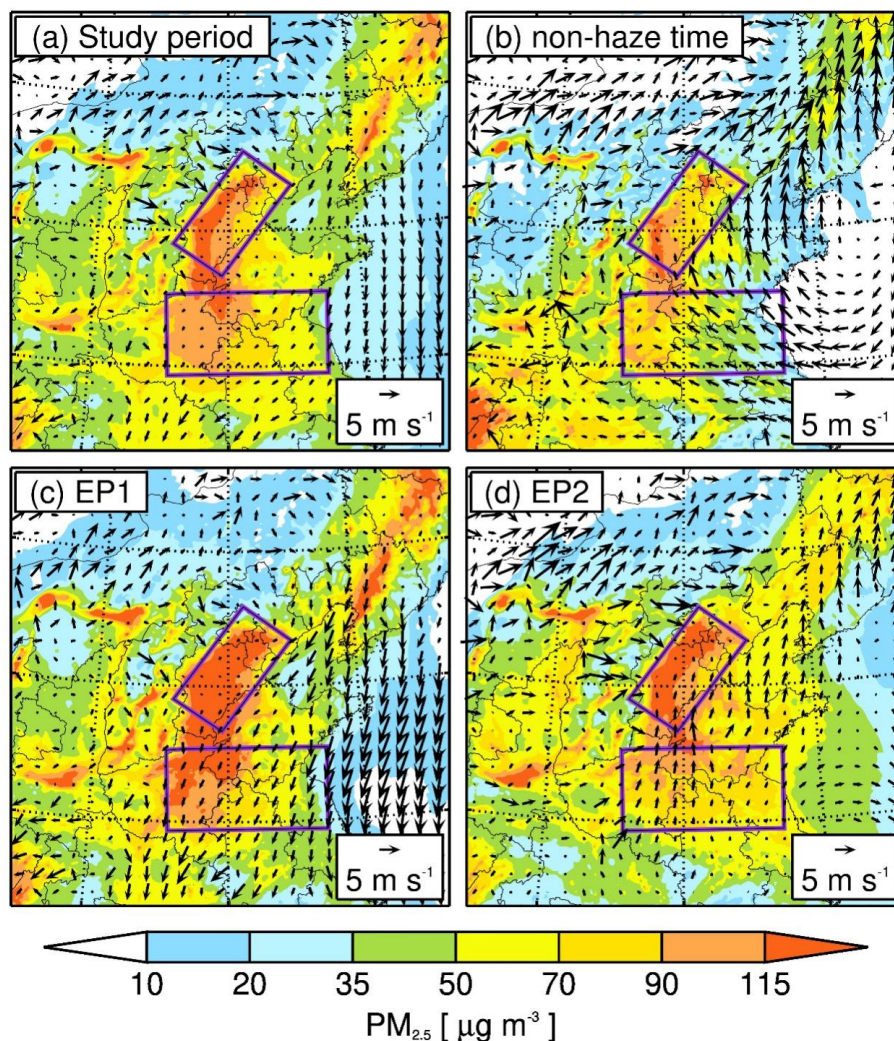 (a) Study period
(b) non-haze time
5 m s⁻¹
5 m s⁻¹
(c) EP1
(d) EP2
5 m s⁻¹
5 m s⁻¹
10 20 35 50 70 90 115
PM₂.₅ [ µg m⁻³ ]